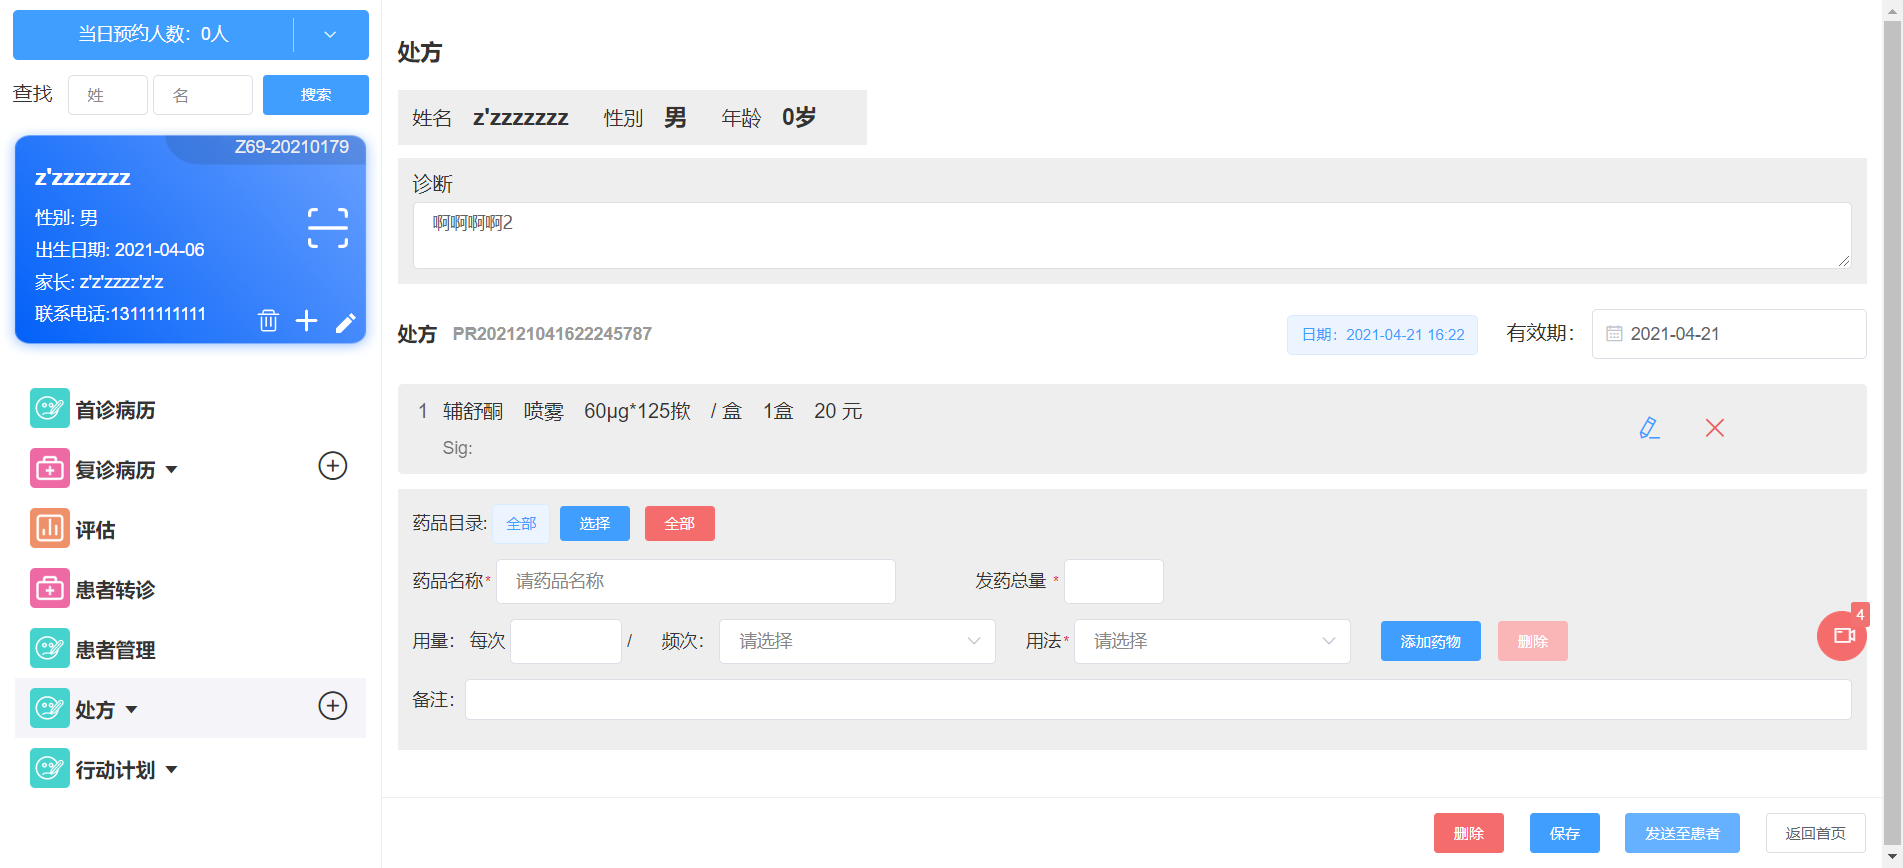 当日预约人数：0人
查找 姓 名 搜索
Z69-20210179
z'zzzzzzz
性别: 男
出生日期: 2021-04-06
家长: z'z'zzzz'z'z
联系电话:13111111111
首诊病历
复诊病历
评估
患者转诊
患者管理
处方
行动计划
处方
姓名 z'zzzzzzz 性别 男 年龄 0岁
诊断
啊啊啊啊2
处方 PR202121041622245787 日期：2021-04-21 16:22 有效期： 2021-04-21
1 辅舒酮 喷雾 60μg*125揿 / 盒 1盒 20 元
Sig:
药品目录: 全部 选择 全部
药品名称* 请药品名称 发药总量 *
用量： 每次 / 频次： 请选择 用法* 请选择 添加药物 删除
4
备注：
删除 保存 发送至患者 返回首页